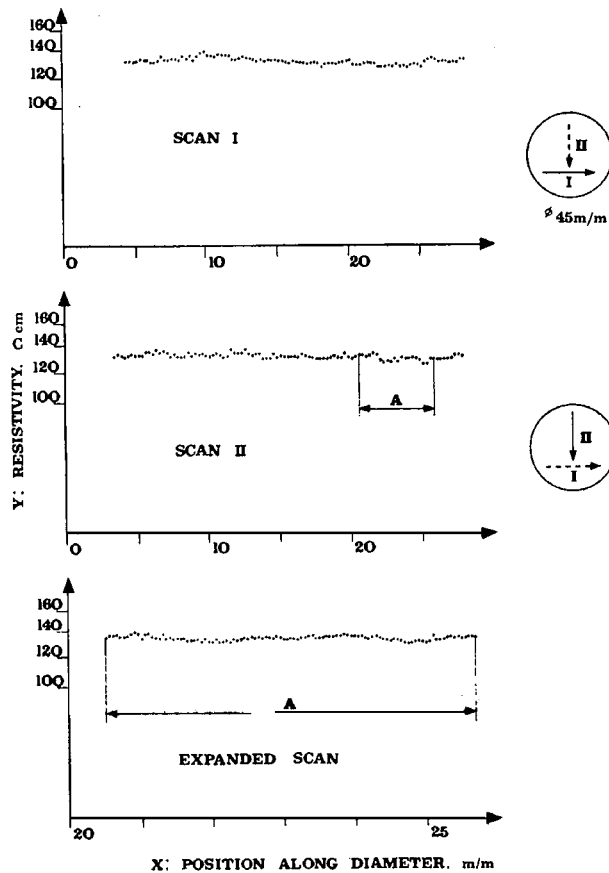 160
140
120
100
SCAN I
0
10
20
II
I
ø 45m/m
160
140
120
100
A
SCAN II
0
10
20
II
I
Y: RESISTIVITY. Ω cm
160
140
120
100
A
EXPANDED SCAN
20
25
X: POSITION ALONG DIAMETER. m/m